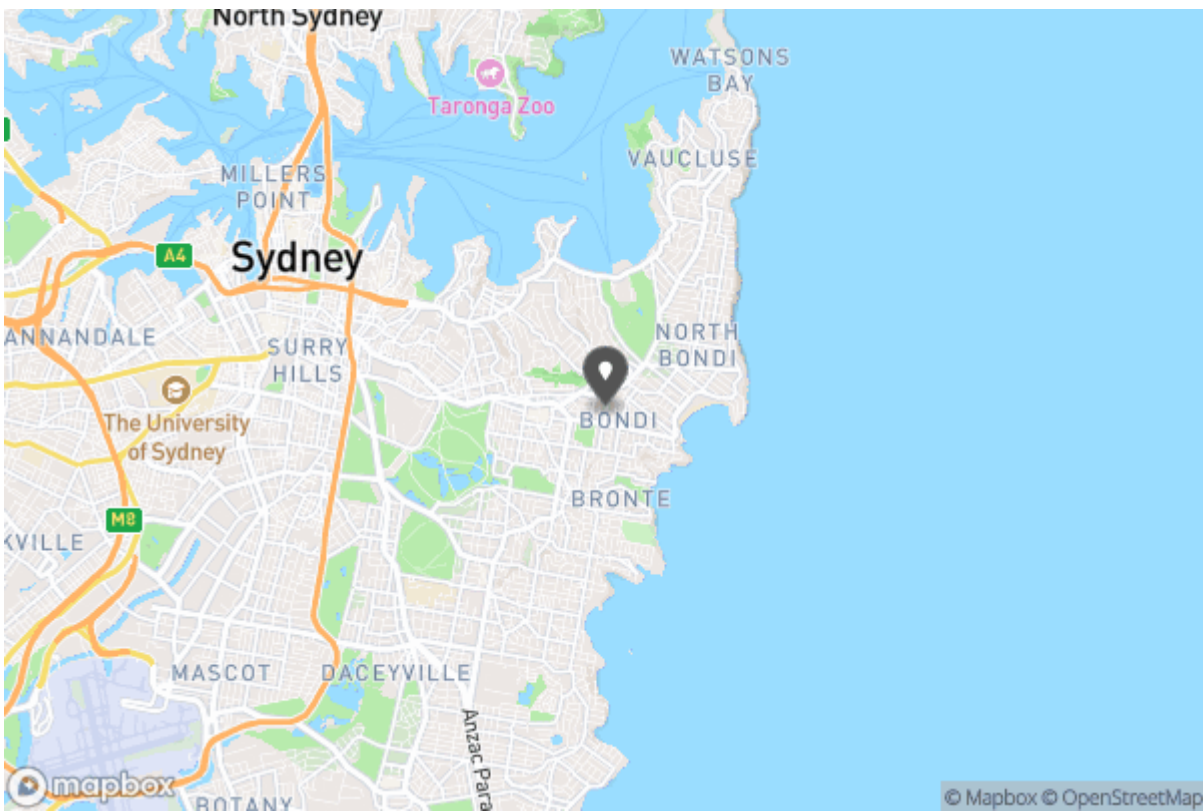 North Sydney
WATSONS
BAY
Taronga Zoo
VAUCLUSE
MILLERS
POINT
A4
Sydney
ANNANDALE
SURRY
HILLS
NORTH
BONDI
The University
of Sydney
BONDI
BRONTE
M8
KVILLE
MASCOT
DACEYVILLE
Anzac Para
mapbox
BOTANY
© Mapbox © OpenStreetMap